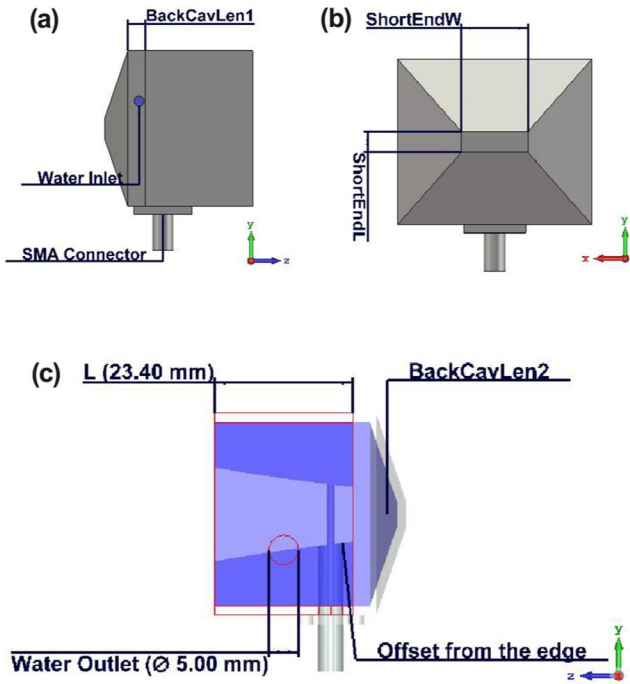 (a)
BackCavLen1
Water Inlet
SMA Connector
y
z
(b)
ShortEndW
ShortEndL
y
x
(c)
L (23.40 mm)
BackCavLen2
Water Outlet (Ø 5.00 mm)
Offset from the edge
y
z
x